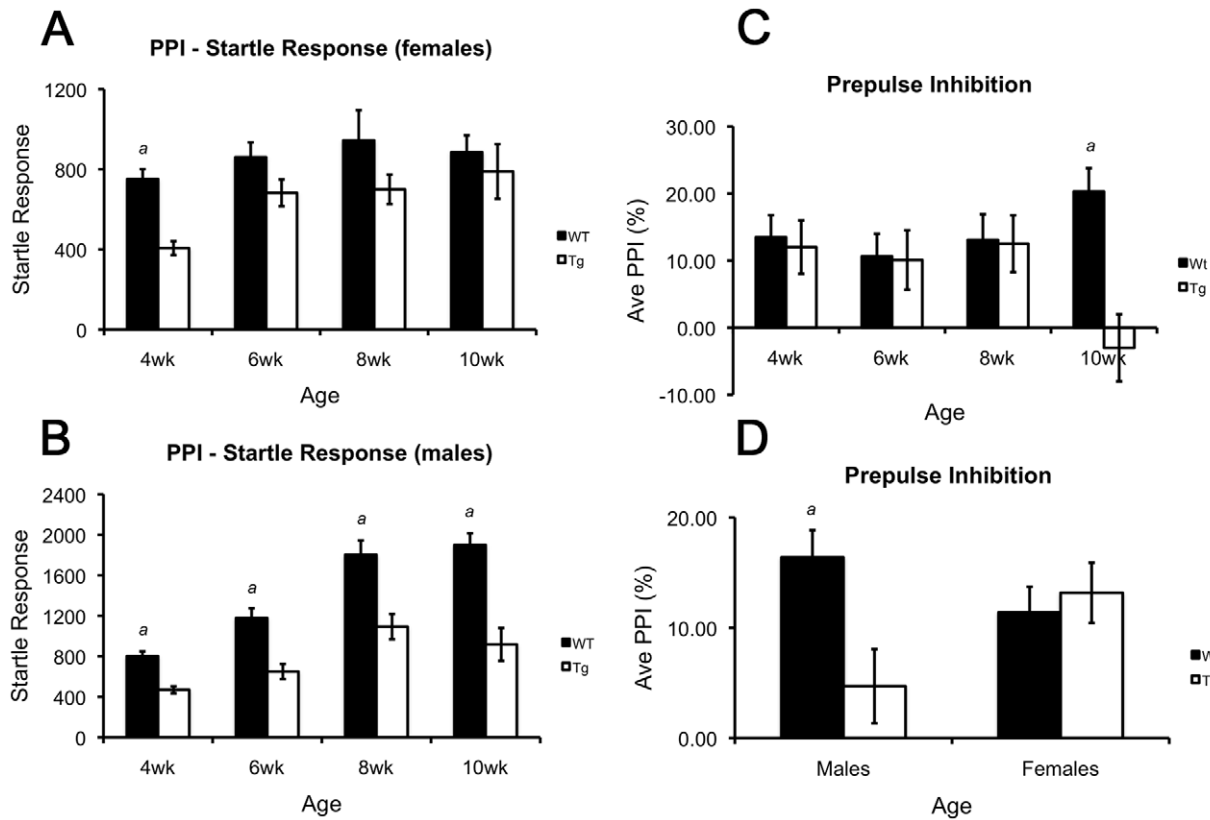 A
PPI - Startle Response (females)
1200
800
400
0
Startle Response
a
4wk
6wk
8wk
10wk
Age
WT
Tg
B
PPI - Startle Response (males)
2400
2000
1600
1200
800
400
0
Startle Response
a
a
a
a
4wk
6wk
8wk
10wk
Age
WT
Tg
C
Prepulse Inhibition
30.00
20.00
10.00
0.00
-10.00
Ave PPI (%)
a
4wk
6wk
8wk
10wk
Age
Wt
Tg
D
Prepulse Inhibition
20.00
10.00
0.00
Ave PPI (%)
a
Males
Females
Age